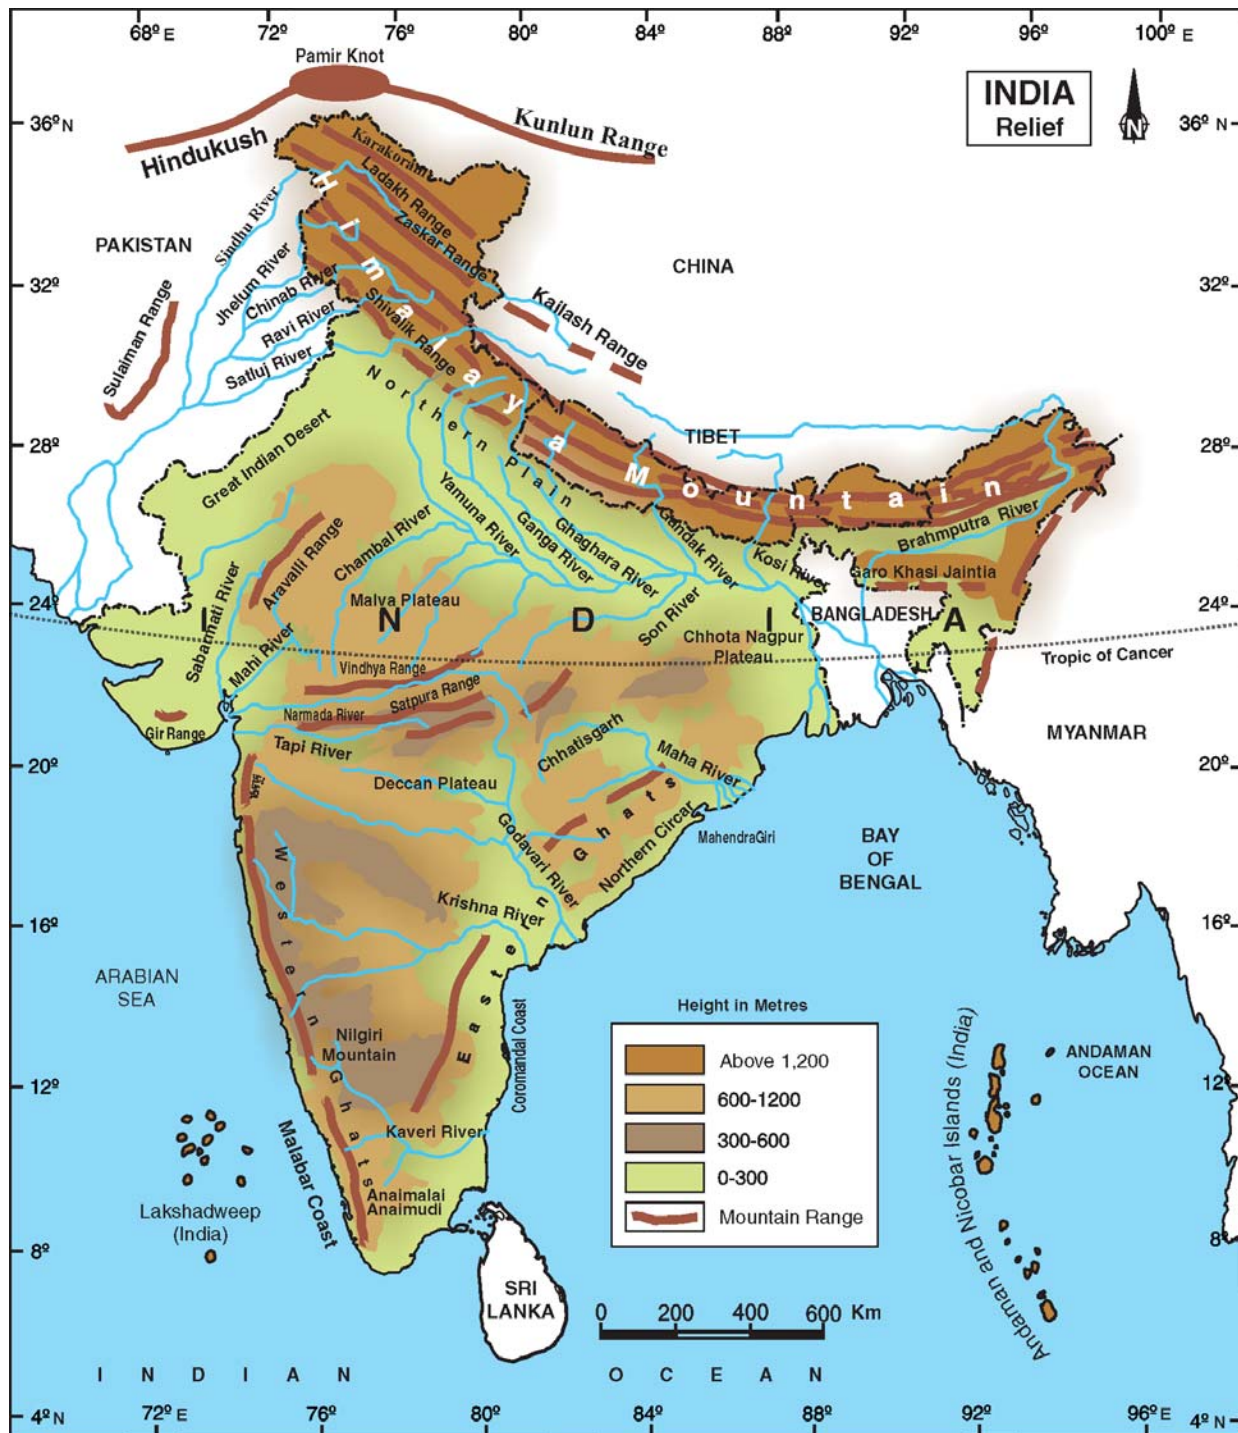 68º E 72º 76º 80º 84º 88º 92º 96º 100º E
Pamir Knot
INDIA
Relief
N
36º N
36º N
Hindukush
Kunlun Range
Karakoram
Ladakh Range
Zaskar Range
Himalaya Mountain
Sindhu River
PAKISTAN
CHINA
Jhelum River
Chinab River
Ravi River
Satluj River
Shivalik Range
Kailash Range
Sulaiman Range
32º
32º
Northern Plain
TIBET
28º
28º
Great Indian Desert
Yamuna River
Ganga River
Ghaghara River
Gandak River
Kosi River
Brahmputra River
Chambal River
Aravalli Range
Garo Khasi Jaintia
Malva Plateau
BANGLADESH
24º
24º
INDIA
Sabarmati River
Mahi River
Son River
Chhota Nagpur
Plateau
Tropic of Cancer
Vindhya Range
Satpura Range
Narmada River
Gir Range
Tapi River
Chhatisgarh
MYANMAR
20º
20º
Deccan Plateau
Maha River
MahendraGiri
Northern Circar
Godavari River
BAY
OF
BENGAL
Krishna River
Western Ghats
Eastern Ghats
16º
16º
ARABIAN
SEA
Nilgiri
Mountain
Coromandal Coast
Height in Metres
Above 1,200
600-1200
300-600
0-300
Mountain Range
ANDAMAN
OCEAN
12º
12º
Andaman and Nicobar Islands (India)
Kaveri River
Malabar Coast
Anaimalai
Anaimudi
Lakshadweep
(India)
8º
8º
SRI
LANKA
0 200 400 600 Km
INDIAN OCEAN
4º N
4º N
72º E 76º 80º 84º 88º 92º 96º E